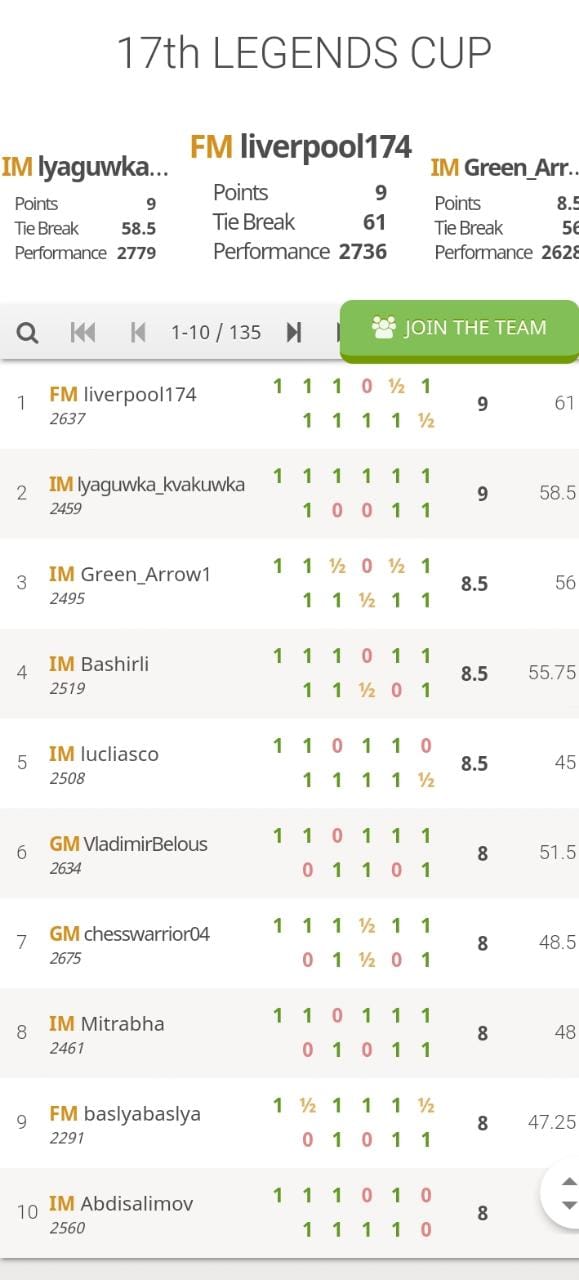 17th LEGENDS CUP
IM lyaguwka...
Points 9
Tie Break 58.5
Performance 2779
FM liverpool174
Points 9
Tie Break 61
Performance 2736
IM Green_Arr..
Points 8.5
Tie Break 56
Performance 2628
1-10 / 135
JOIN THE TEAM
1 FM liverpool174 1 1 1 0 ½ 1 9 61
2637 1 1 1 1 ½
2 IM lyaguwka_kvakuwka 1 1 1 1 1 1 9 58.5
2459 1 0 0 1 1
3 IM Green_Arrow1 1 1 ½ 0 ½ 1 8.5 56
2495 1 1 ½ 1 1
4 IM Bashirli 1 1 1 0 1 1 8.5 55.75
2519 1 1 ½ 0 1
5 IM lucliasco 1 1 0 1 1 0 8.5 45
2508 1 1 1 1 ½
6 GM VladimirBelous 1 1 0 1 1 1 8 51.5
2634 0 1 1 0 1
7 GM chesswarrior04 1 1 1 ½ 1 1 8 48.5
2675 0 1 ½ 0 1
8 IM Mitrabha 1 1 0 1 1 1 8 48
2461 0 1 0 1 1
9 FM baslyabaslya 1 ½ 1 1 1 ½ 8 47.25
2291 0 1 0 1 1
10 IM Abdisalimov 1 1 1 0 1 0 8
2560 1 1 1 1 0